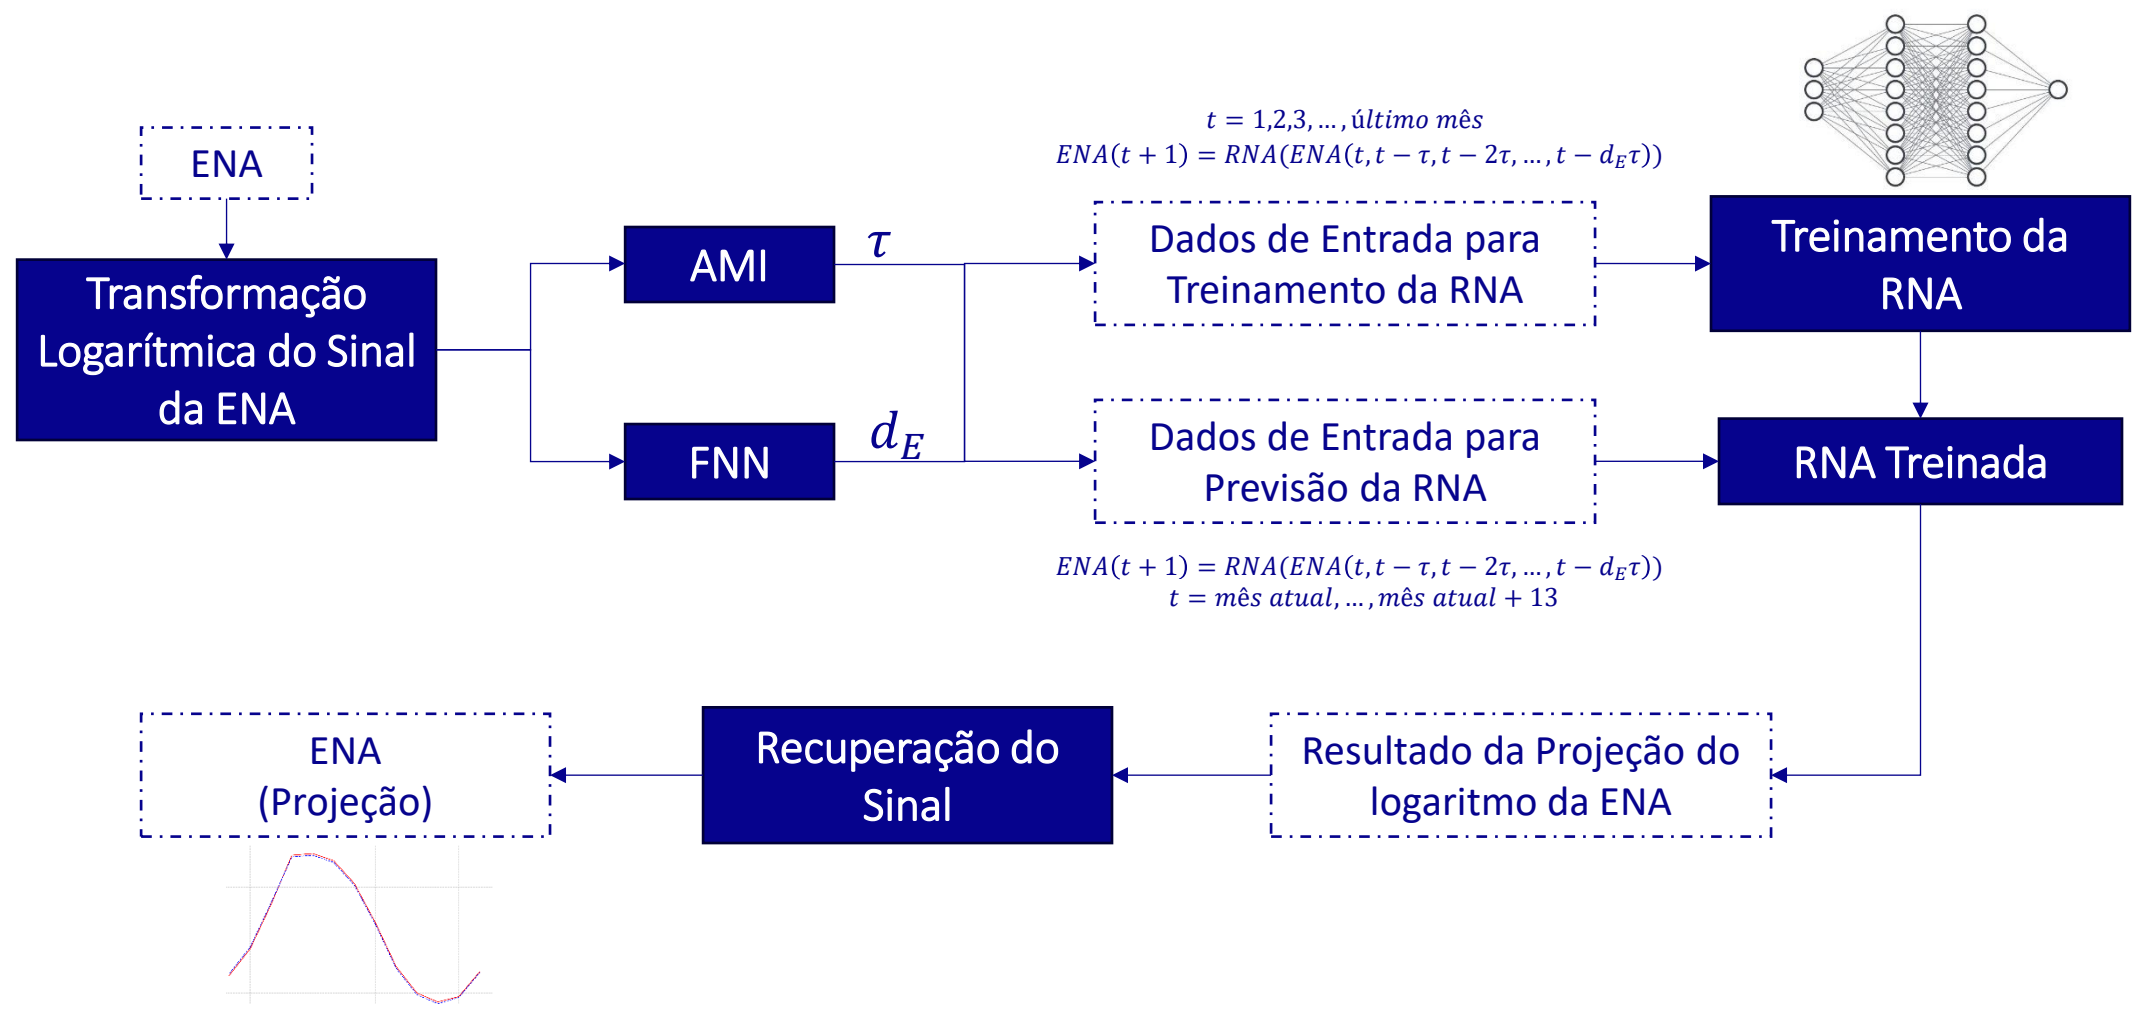 ENA
Transformação
Logarítmica do Sinal
da ENA
AMI
τ
FNN
d_E
t = 1,2,3, … , último mês
ENA(t + 1) = RNA(ENA(t, t − τ, t − 2τ, … , t − d_Eτ))
Dados de Entrada para
Treinamento da RNA
Treinamento da
RNA
Dados de Entrada para
Previsão da RNA
RNA Treinada
ENA(t + 1) = RNA(ENA(t, t − τ, t − 2τ, … , t − d_Eτ))
t = mês atual, … , mês atual + 13
Resultado da Projeção do
logaritmo da ENA
Recuperação do
Sinal
ENA
(Projeção)